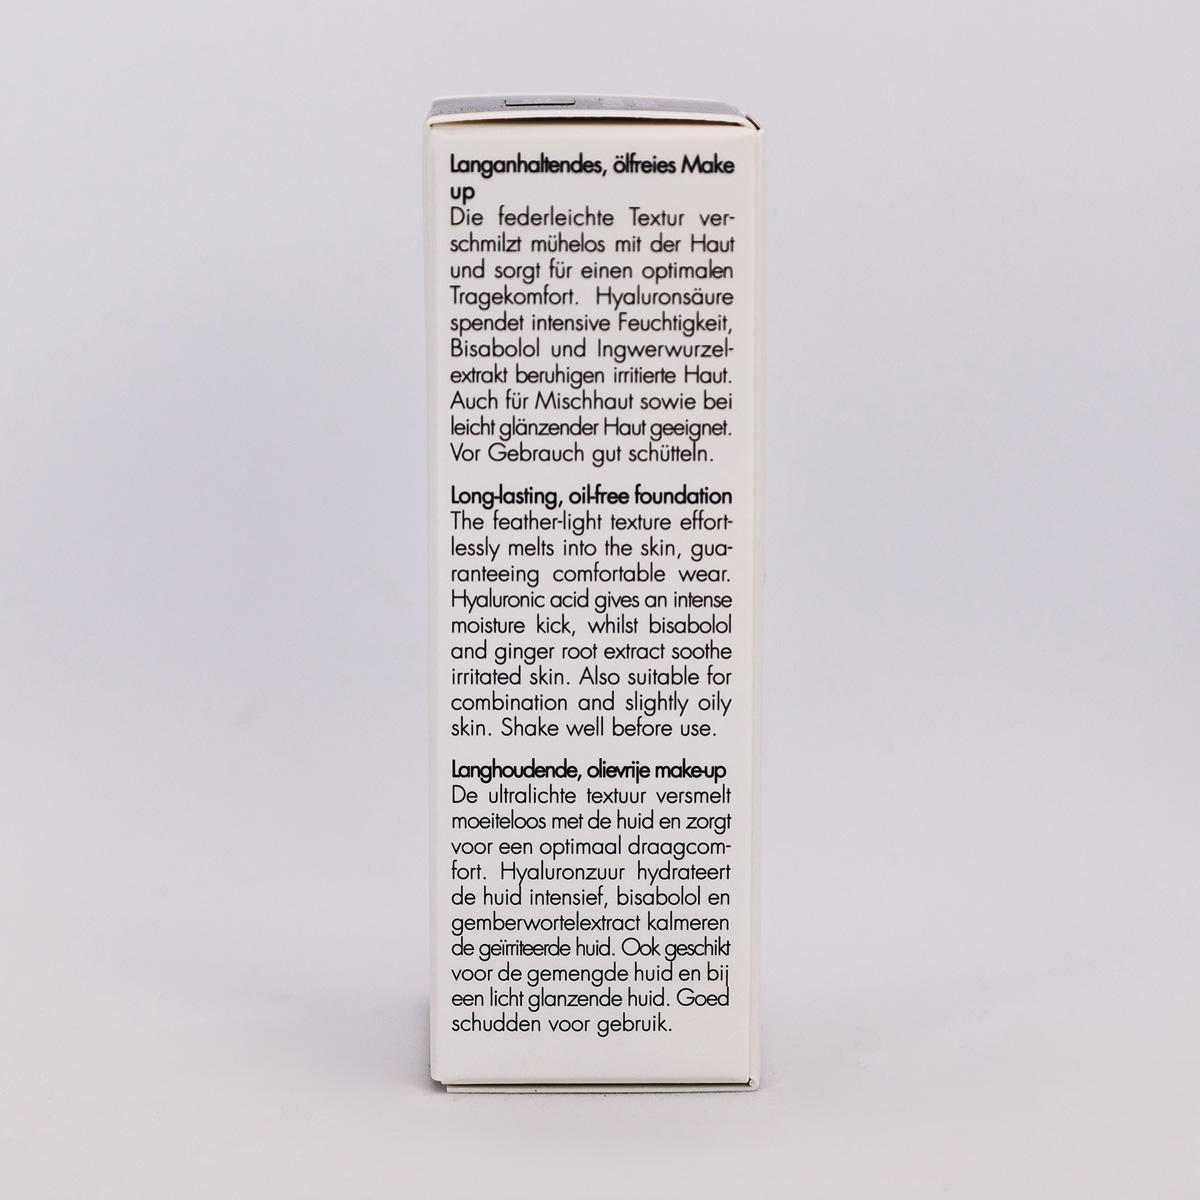 Langanhaltendes, ölfreies Make
up
Die federleichte Textur ver-
schmilzt mühelos mit der Haut
und sorgt für einen optimalen
Tragekomfort. Hyaluronsäure
spendet intensive Feuchtigkeit,
Bisabolol und Ingwerwurzel-
extrakt beruhigen irritierte Haut.
Auch für Mischhaut sowie bei
leicht glänzender Haut geeignet.
Vor Gebrauch gut schütteln.
Long-lasting, oil-free foundation
The feather-light texture effort-
lessly melts into the skin, gua-
ranteeing comfortable wear.
Hyaluronic acid gives an intense
moisture kick, whilst bisabolol
and ginger root extract soothe
irritated skin. Also suitable for
combination and slightly oily
skin. Shake well before use.
Langhoudende, olievrije make-up
De ultralichte textuur versmelt
moeiteloos met de huid en zorgt
voor een optimaal draagcom-
fort. Hyaluronzuur hydrateert
de huid intensief, bisabolol en
gemberwortelextract kalmeren
de geïrriteerde huid. Ook geschikt
voor de gemengde huid en bij
een licht glanzende huid. Goed
schudden voor gebruik.